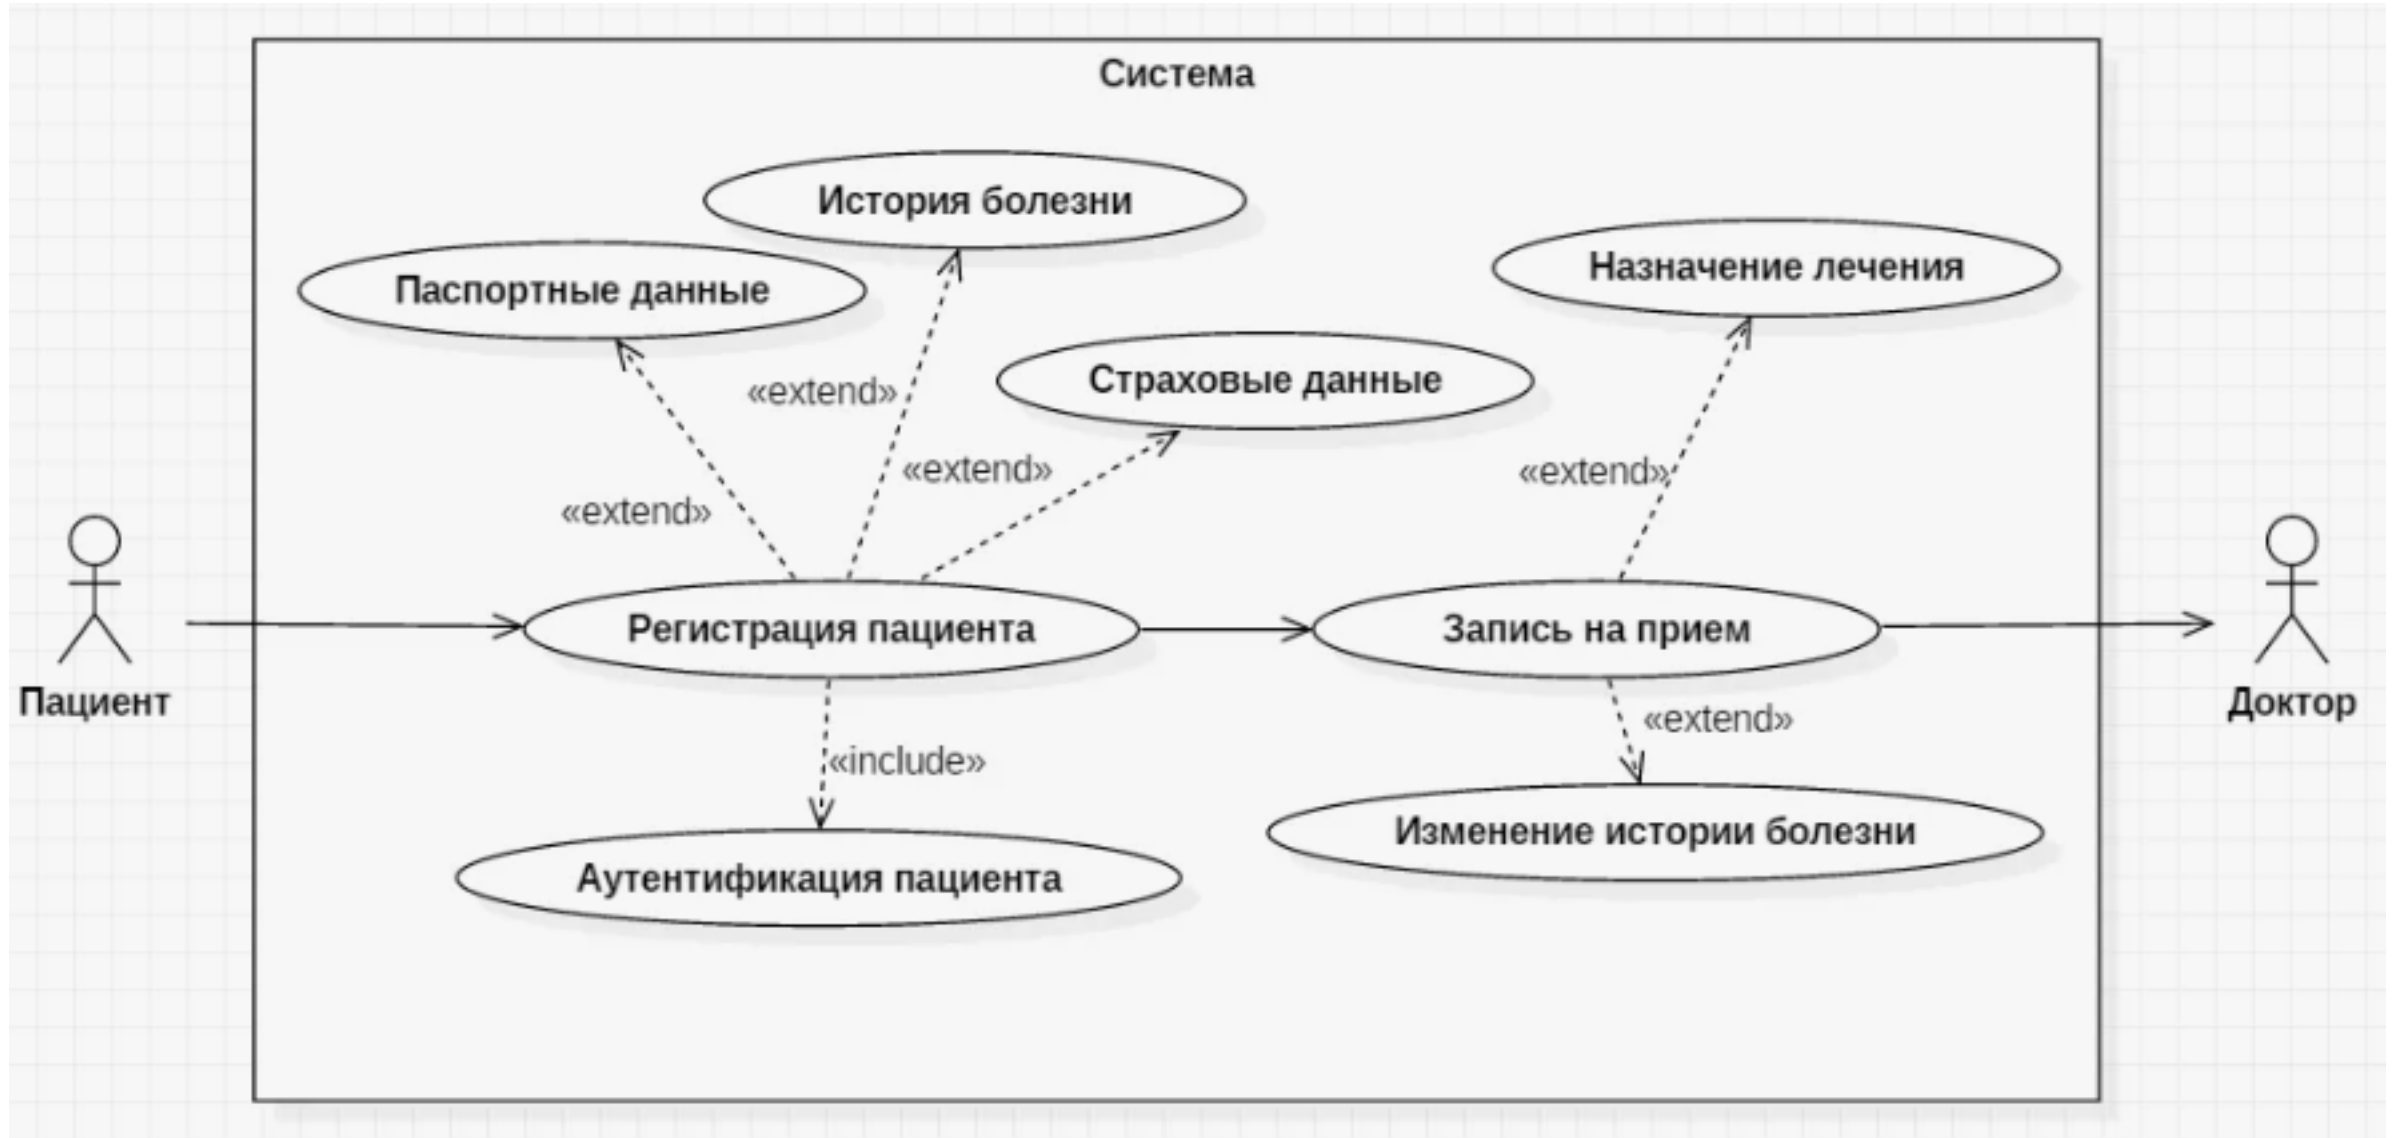 Система
История болезни
Паспортные данные
Назначение лечения
Страховые данные
«extend»
«extend»
«extend»
«extend»
Регистрация пациента
Запись на прием
Пациент
Доктор
«extend»
«include»
Изменение истории болезни
Аутентификация пациента